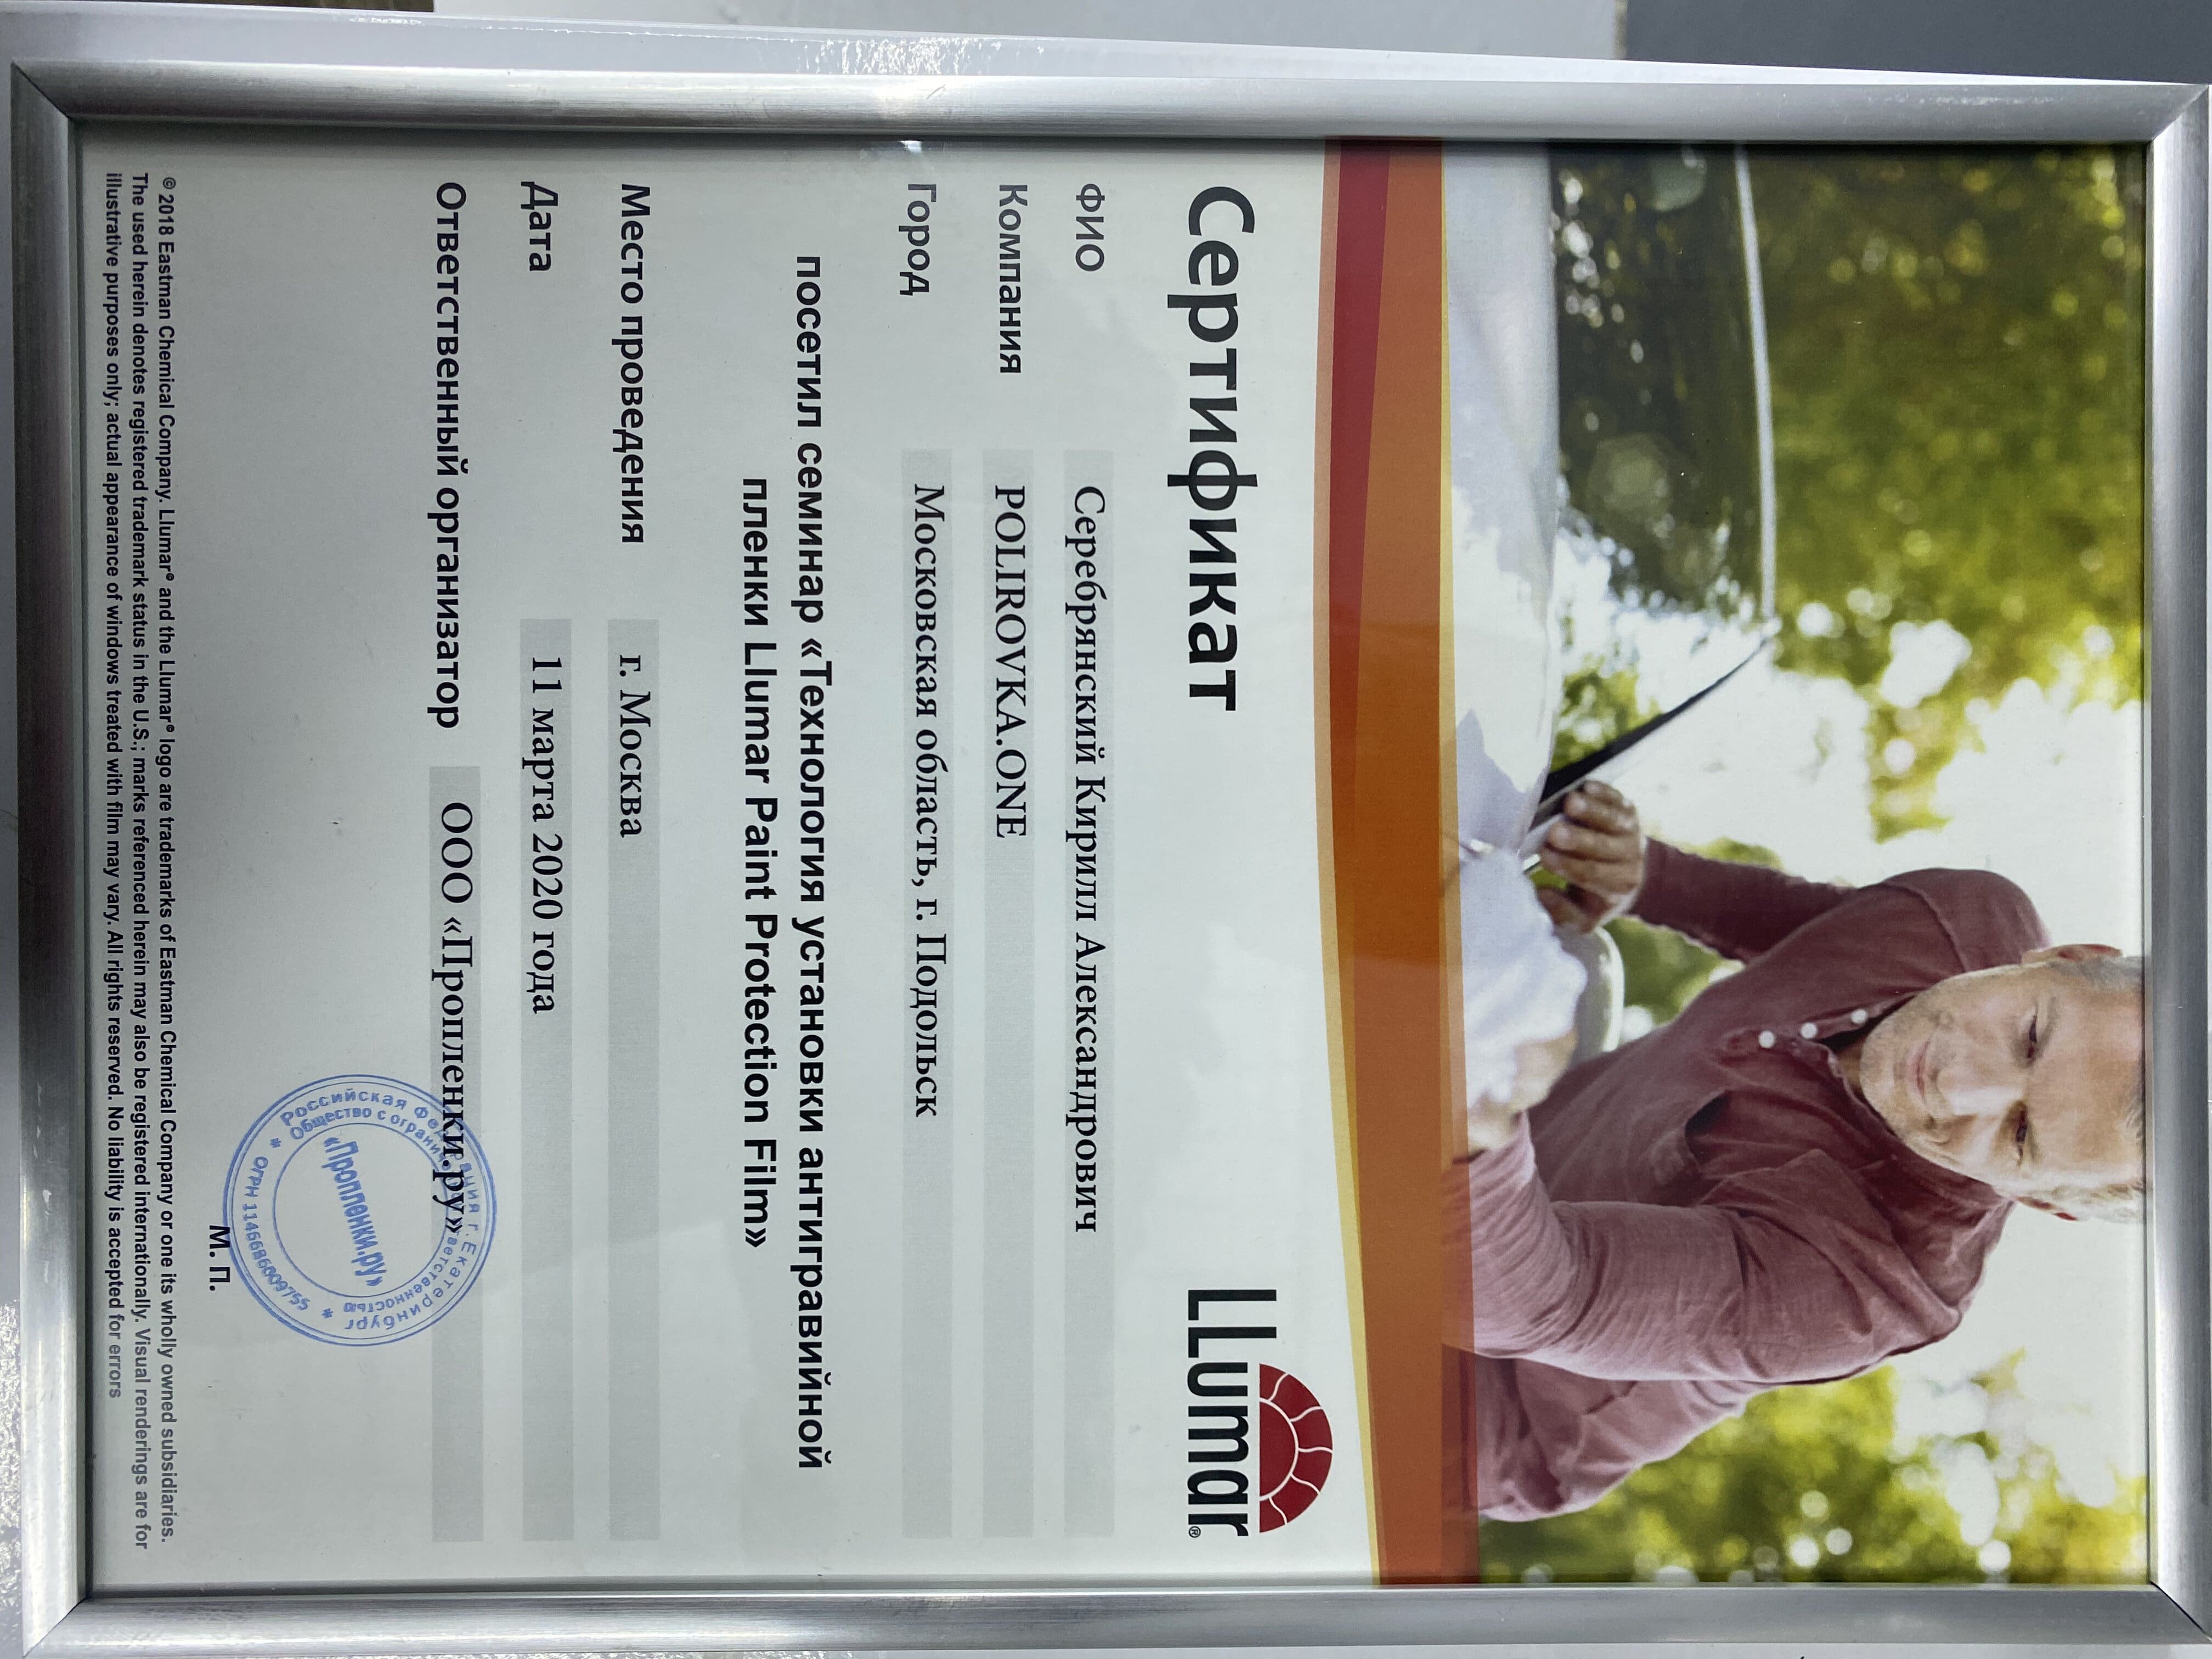 Сертификат
LLumar®
ФИО Серебрянский Кирилл Александрович
Компания POLIROVKA.ONE
Город Московская область, г. Подольск
посетил семинар «Технология установки антигравийной
пленки Llumar Paint Protection Film»
Место проведения г. Москва
Дата 11 марта 2020 года
Ответственный организатор ООО «Пропленки.ру»
Российская Федерация г. Екатеринбург
Общество с ограниченной ответственностью
«Пропленки.ру»
ОГРН 1146686009755
М. П.
© 2018 Eastman Chemical Company. Llumar® and the Llumar® logo are trademarks of Eastman Chemical Company or one its wholly owned subsidiaries.
The used herein denotes registered trademark status in the U.S.; marks referenced herein may also be registered internationally. Visual renderings are for
illustrative purposes only; actual appearance of windows treated with film may vary. All rights reserved. No liability is accepted for errors